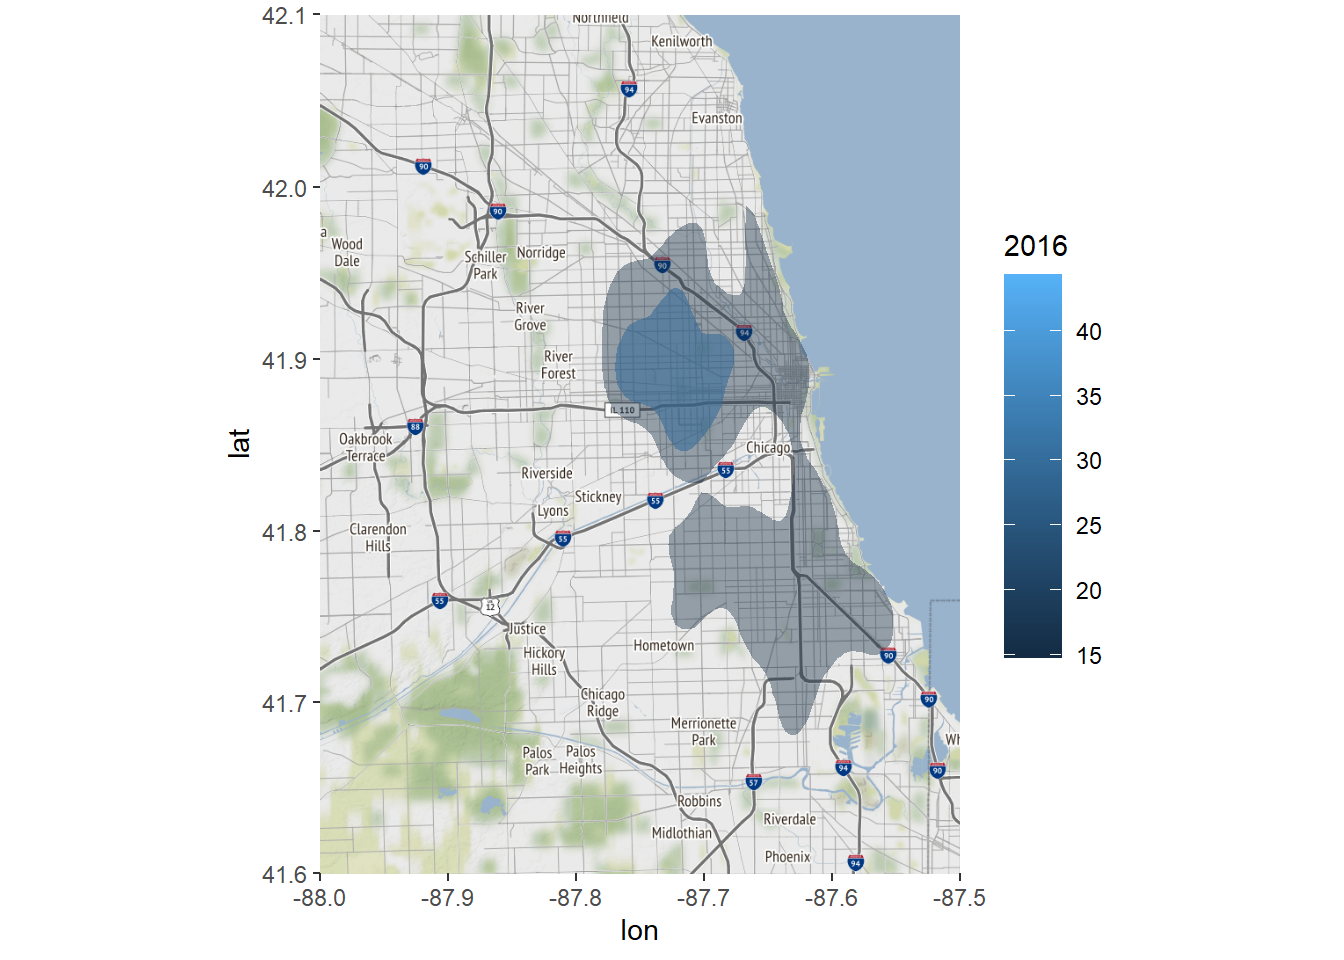 42.1
42.0
41.9
41.8
41.7
41.6
lat
-88.0
-87.9
-87.8
-87.7
-87.6
-87.5
lon
Northfield
Kenilworth
94
Evanston
90
90
a
Wood
Dale
Schiller
Park
Norridge
90
River
Grove
94
River
Forest
IL 110
88
Oakbrook
Terrace
Chicago
55
Riverside
Stickney
55
Lyons
Clarendon
Hills
55
55
12
Justice
Hometown
Hickory
Hills
90
Chicago
Ridge
90
Merrionette
Park
Wh
Palos
Park
Palos
Heights
94
90
57
Robbins
Riverdale
Midlothian
Phoenix
94
2016
40
35
30
25
20
15